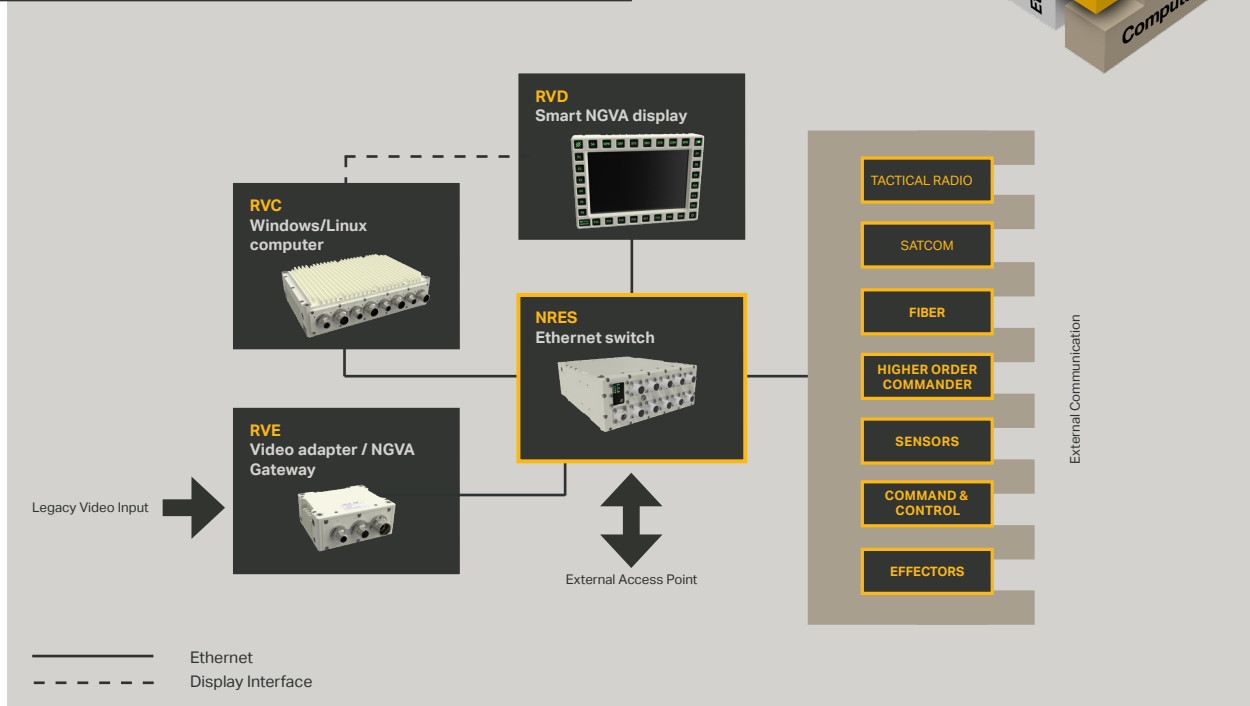 Comput
RVD
Smart NGVA display
RVC
Windows/Linux
computer
NRES
Ethernet switch
RVE
Video adapter / NGVA
Gateway
Legacy Video Input
External Access Point
TACTICAL RADIO
SATCOM
FIBER
HIGHER ORDER
COMMANDER
SENSORS
COMMAND &
CONTROL
EFFECTORS
External Communication
Ethernet
Display Interface